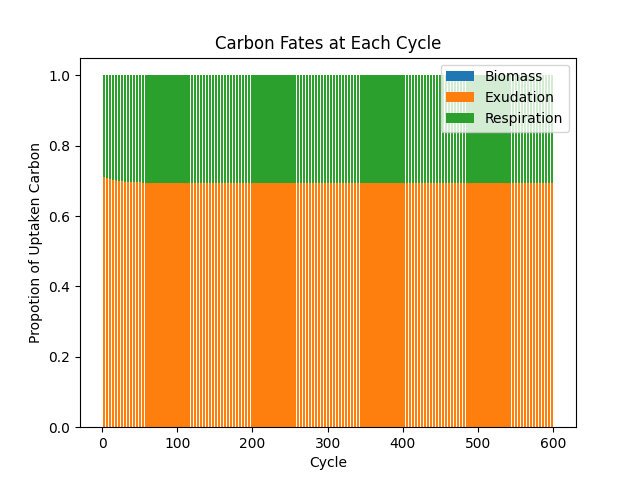 Carbon Fates at Each Cycle
Biomass
Exudation
Respiration
Propotion of Uptaken Carbon
1.0
0.8
0.6
0.4
0.2
0.0
0 100 200 300 400 500 600
Cycle